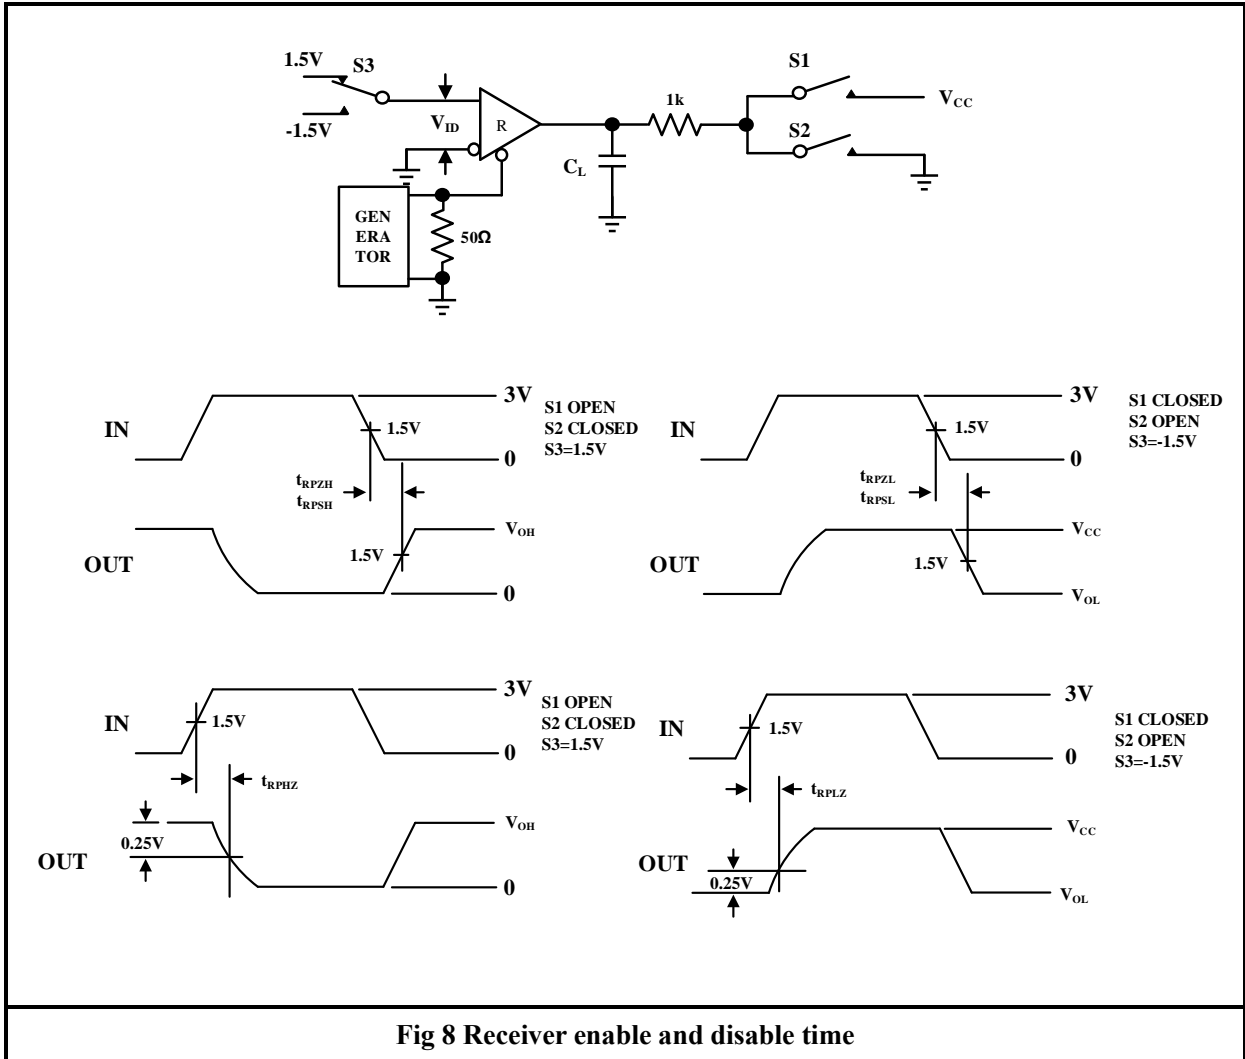 1.5V
S3
-1.5V
V_ID
R
GEN
ERA
TOR
50Ω
C_L
1k
S1
V_CC
S2
IN
1.5V
3V
0
S1 OPEN
S2 CLOSED
S3=1.5V
t_RPZH
t_RPSH
OUT
1.5V
V_OH
0
IN
1.5V
3V
0
S1 CLOSED
S2 OPEN
S3=-1.5V
t_RPZL
t_RPSL
OUT
1.5V
V_CC
V_OL
IN
1.5V
3V
0
S1 OPEN
S2 CLOSED
S3=1.5V
t_RPHZ
OUT
0.25V
V_OH
0
IN
1.5V
3V
0
S1 CLOSED
S2 OPEN
S3=-1.5V
t_RPLZ
OUT
0.25V
V_CC
V_OL
Fig 8 Receiver enable and disable time